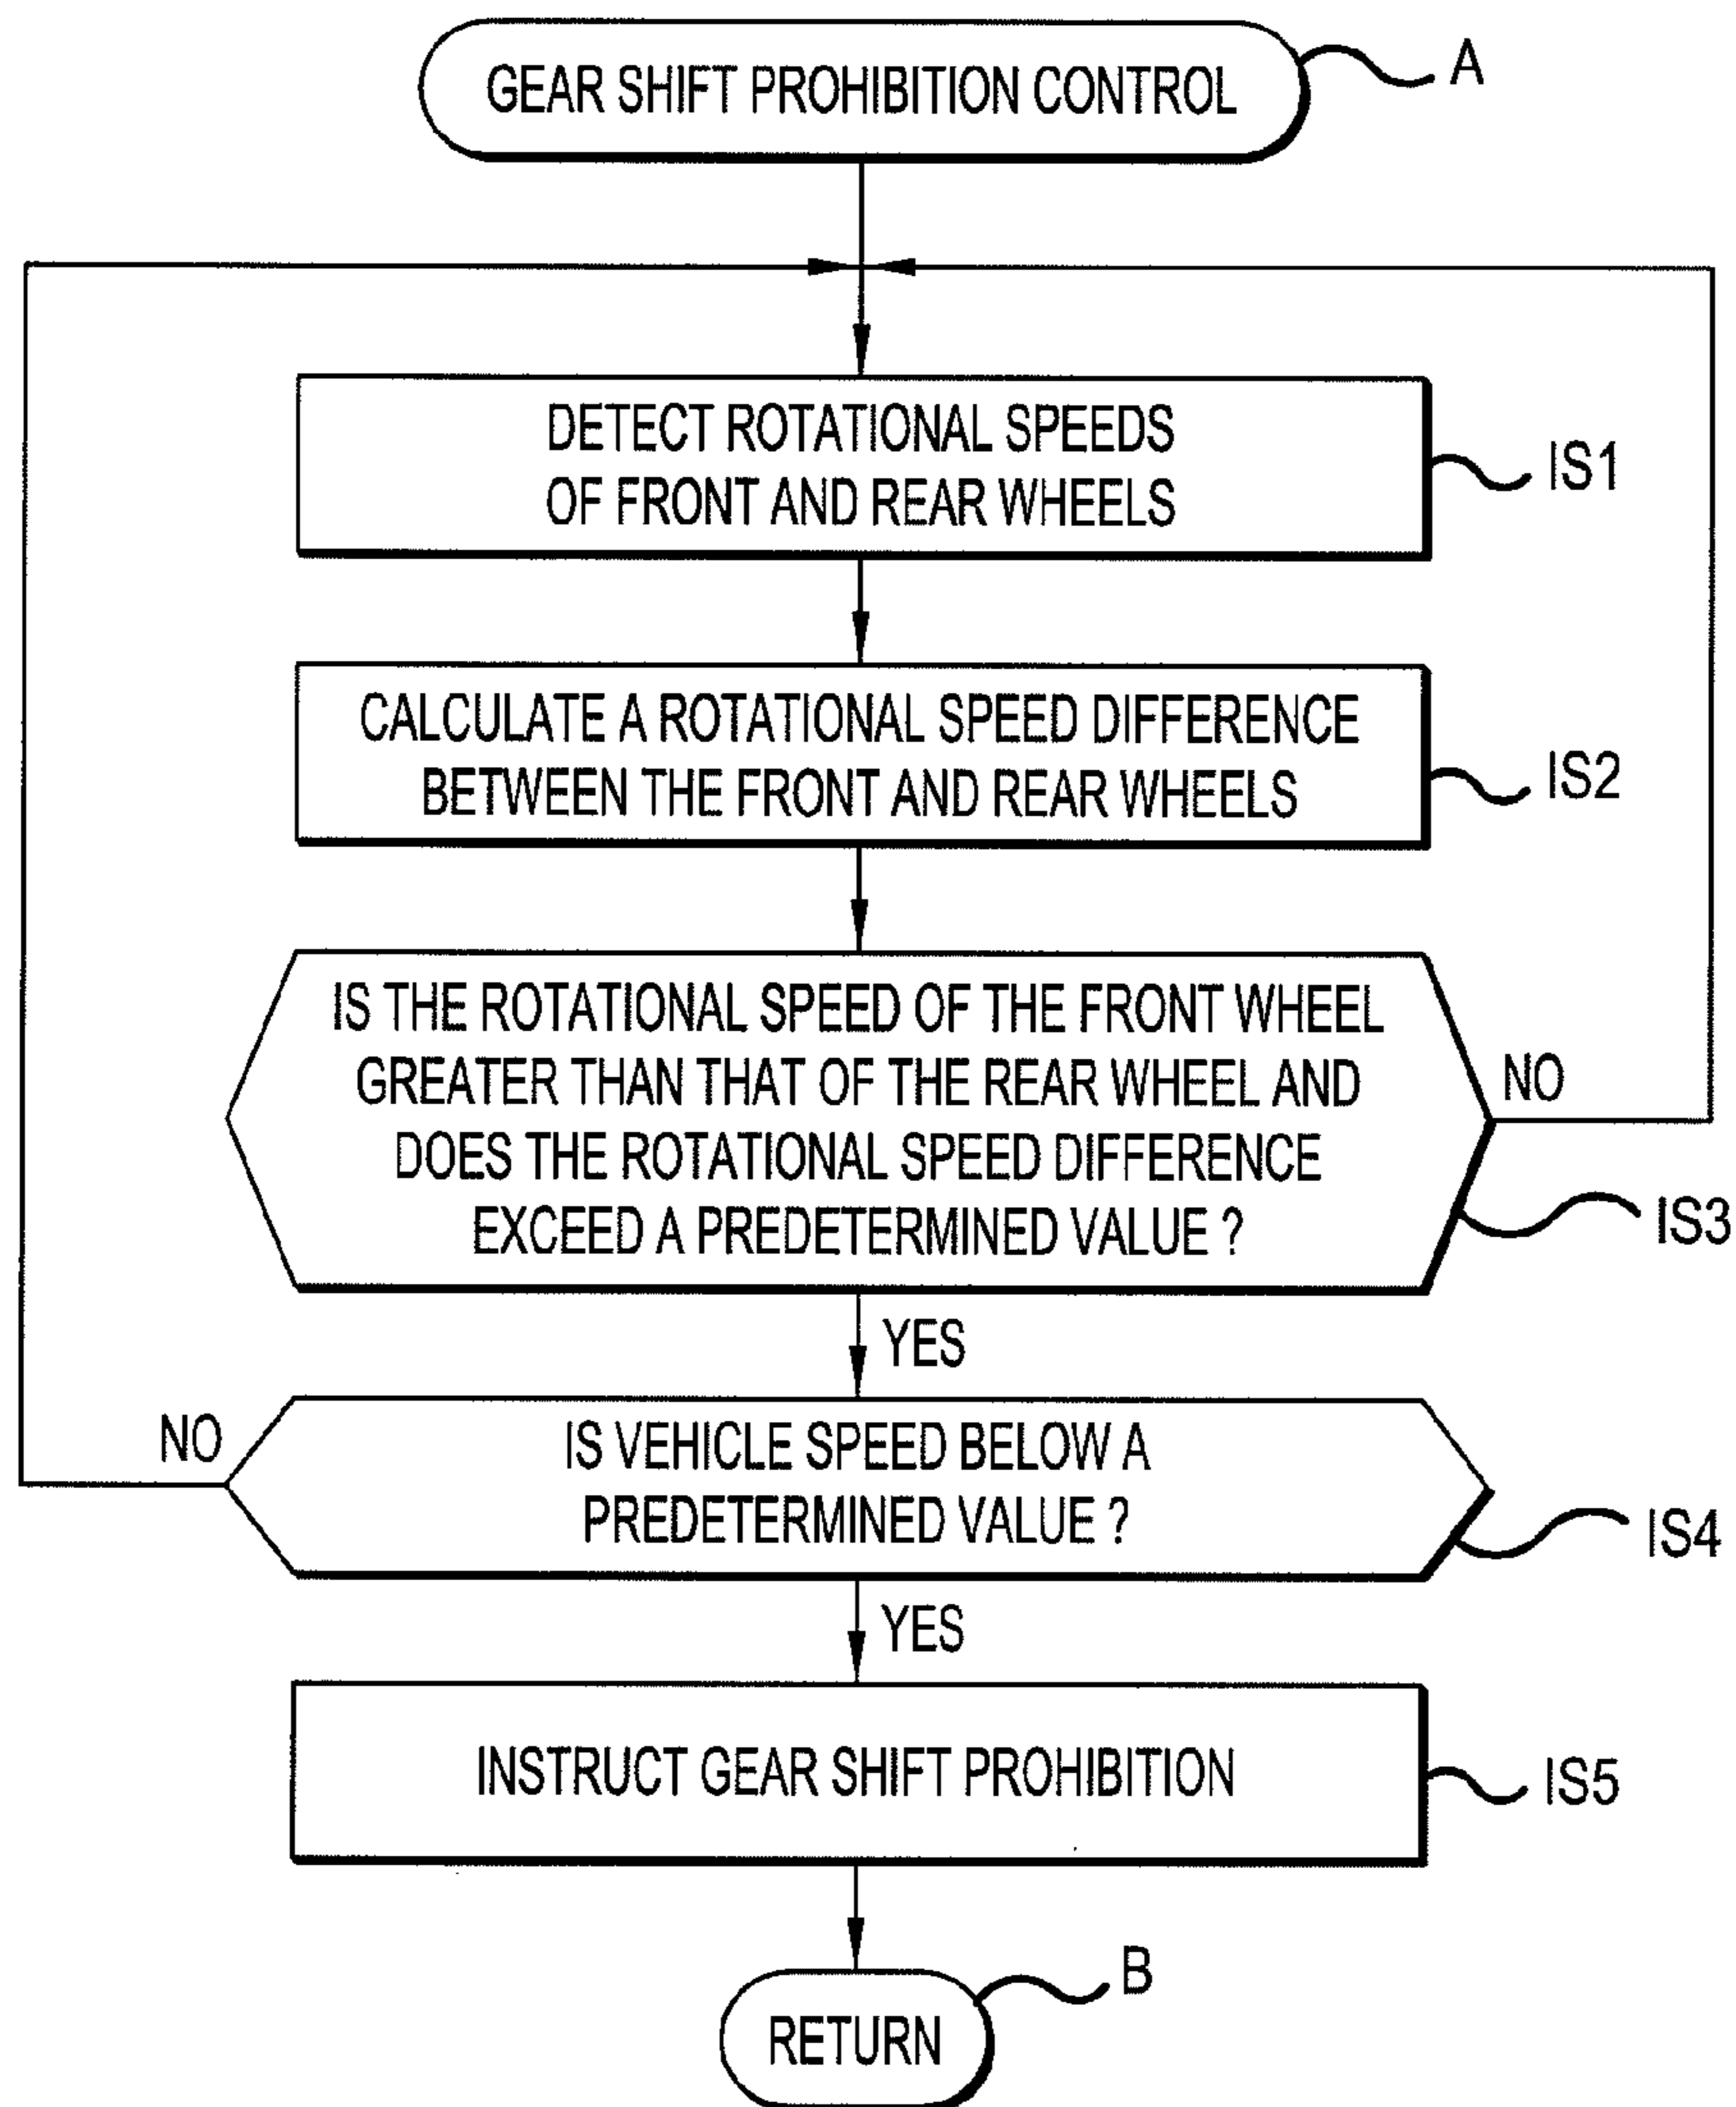 GEAR SHIFT PROHIBITION CONTROL
A
DETECT ROTATIONAL SPEEDS
OF FRONT AND REAR WHEELS
IS1
CALCULATE A ROTATIONAL SPEED DIFFERENCE
BETWEEN THE FRONT AND REAR WHEELS
IS2
IS THE ROTATIONAL SPEED OF THE FRONT WHEEL
GREATER THAN THAT OF THE REAR WHEEL AND
DOES THE ROTATIONAL SPEED DIFFERENCE
EXCEED A PREDETERMINED VALUE ?
NO
IS3
YES
NO
IS VEHICLE SPEED BELOW A
PREDETERMINED VALUE ?
IS4
YES
INSTRUCT GEAR SHIFT PROHIBITION
IS5
B
RETURN